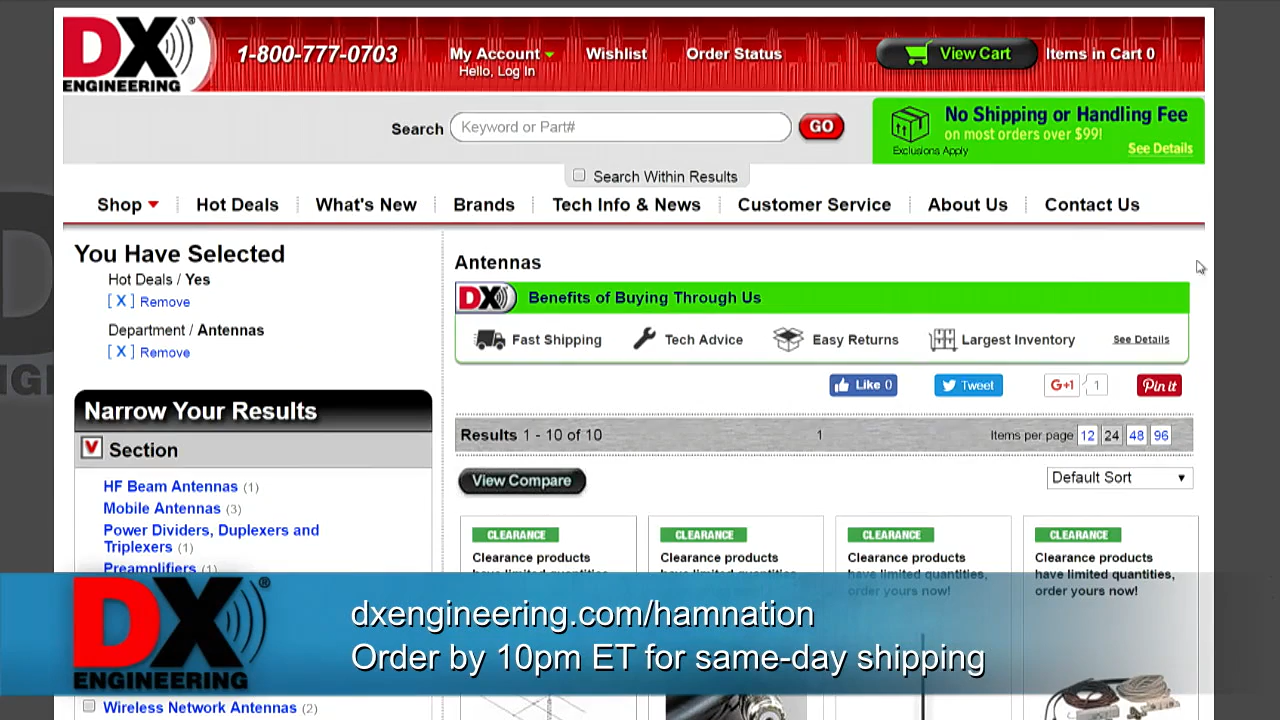 DX ®
ENGINEERING
1-800-777-0703
My Account
Hello, Log In
Wishlist
Order Status
View Cart
Items in Cart 0
Search
Keyword or Part#
GO
No Shipping or Handling Fee
on most orders over $99!
Exclusions Apply
See Details
Search Within Results
Shop
Hot Deals
What's New
Brands
Tech Info & News
Customer Service
About Us
Contact Us
You Have Selected
Hot Deals / Yes
[ X ] Remove
Department / Antennas
[ X ] Remove
Narrow Your Results
Section
HF Beam Antennas (1)
Mobile Antennas (3)
Power Dividers, Duplexers and
Triplexers (1)
Preamplifiers (1)
Wireless Network Antennas (2)
Antennas
DX Benefits of Buying Through Us
Fast Shipping
Tech Advice
Easy Returns
Largest Inventory
See Details
Like 0
Tweet
G+1 1
Pin it
Results 1 - 10 of 10
1
Items per page 12 24 48 96
View Compare
Default Sort
CLEARANCE
Clearance products
have limited quantities,
CLEARANCE
Clearance products
have limited quantities,
CLEARANCE
Clearance products
have limited quantities,
order yours now!
CLEARANCE
Clearance products
have limited quantities,
order yours now!
DX ®
ENGINEERING
dxengineering.com/hamnation
Order by 10pm ET for same-day shipping